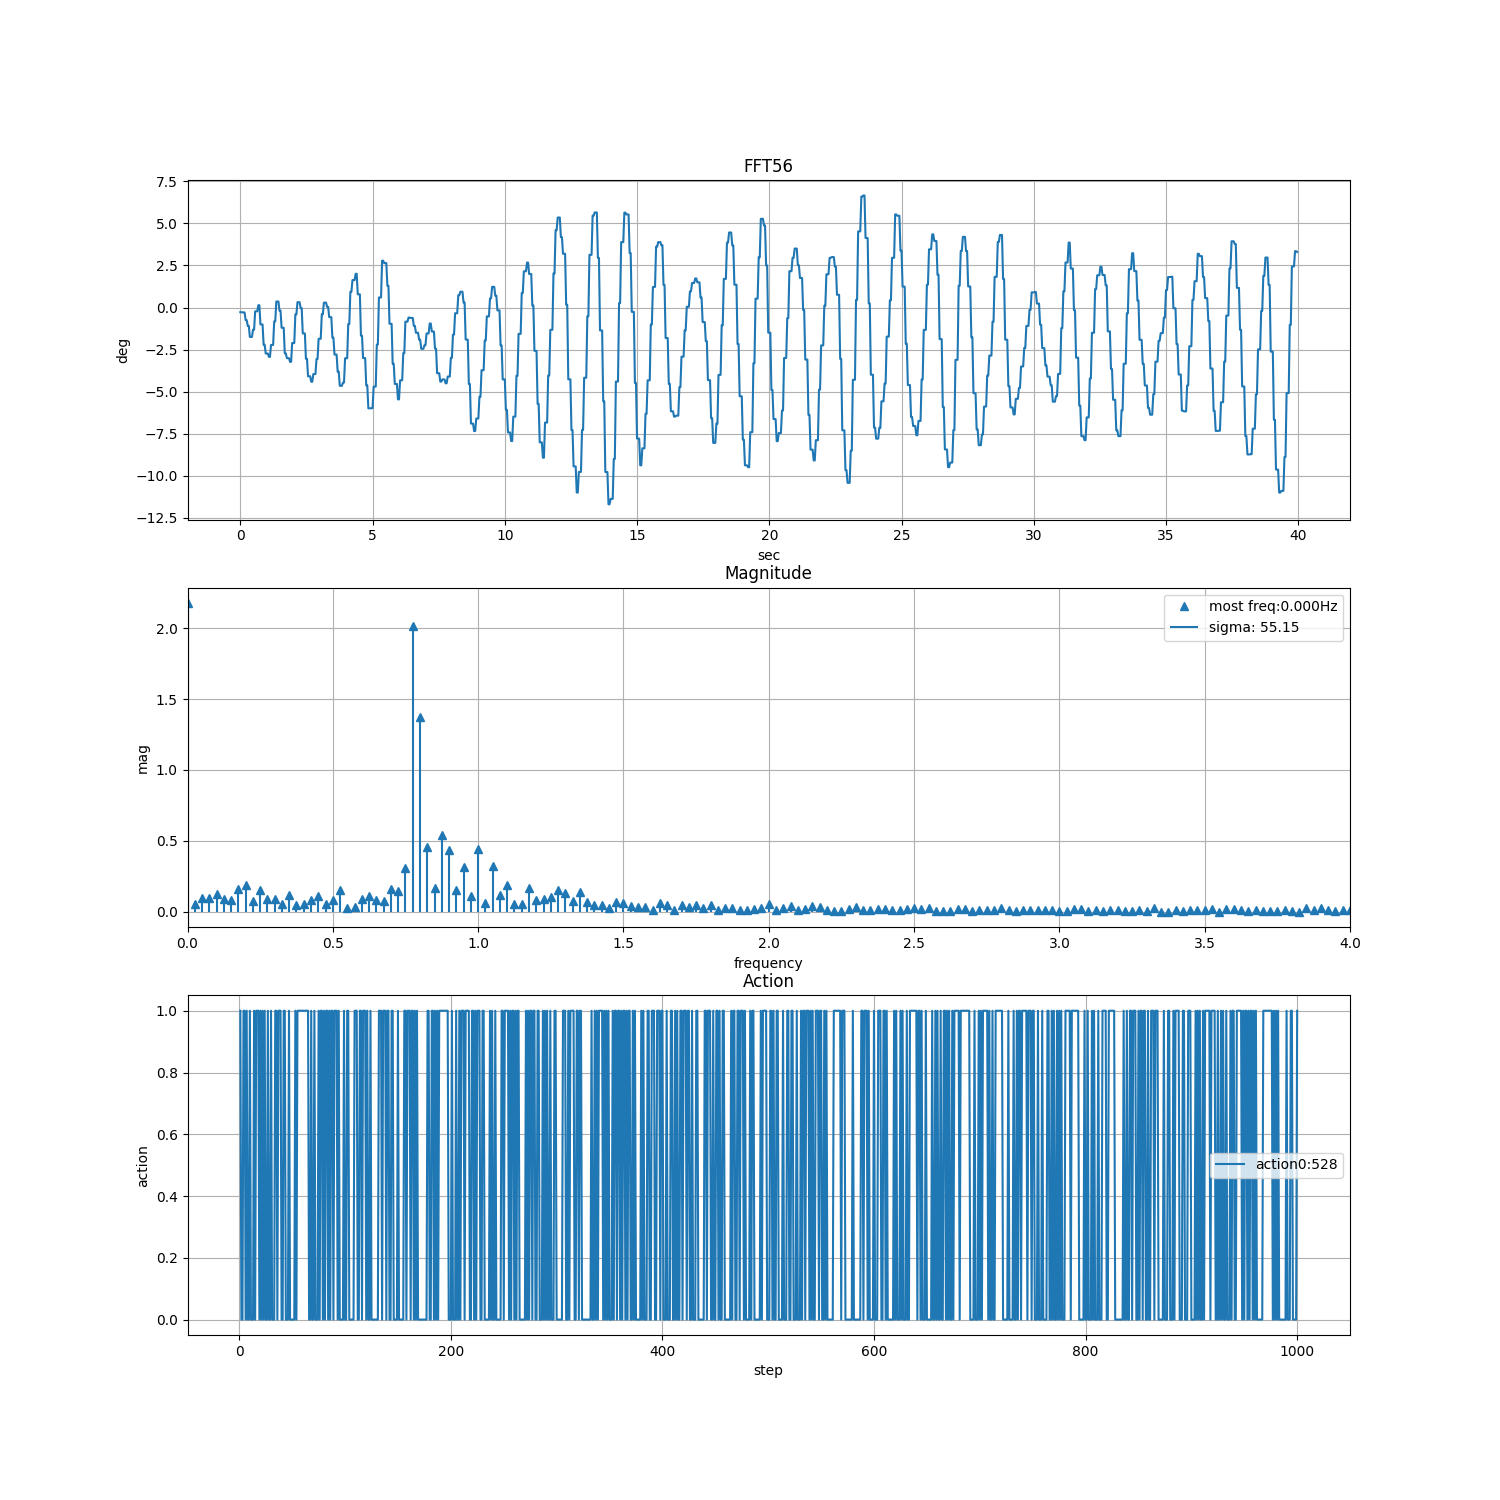 FFT56
7.5
5.0
2.5
0.0
−2.5
−5.0
−7.5
−10.0
−12.5
deg
0 5 10 15 20 25 30 35 40
sec
Magnitude
2.0
1.5
1.0
0.5
0.0
mag
most freq:0.000Hz
sigma: 55.15
0.0 0.5 1.0 1.5 2.0 2.5 3.0 3.5 4.0
frequency
Action
1.0
0.8
0.6
0.4
0.2
0.0
action
action0:528
0 200 400 600 800 1000
step